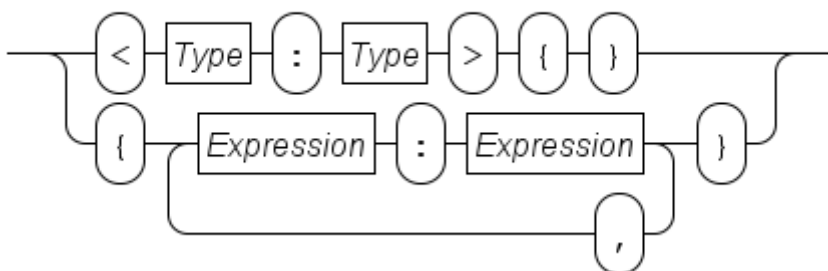 < Type : Type > { }
{ Expression : Expression }
,